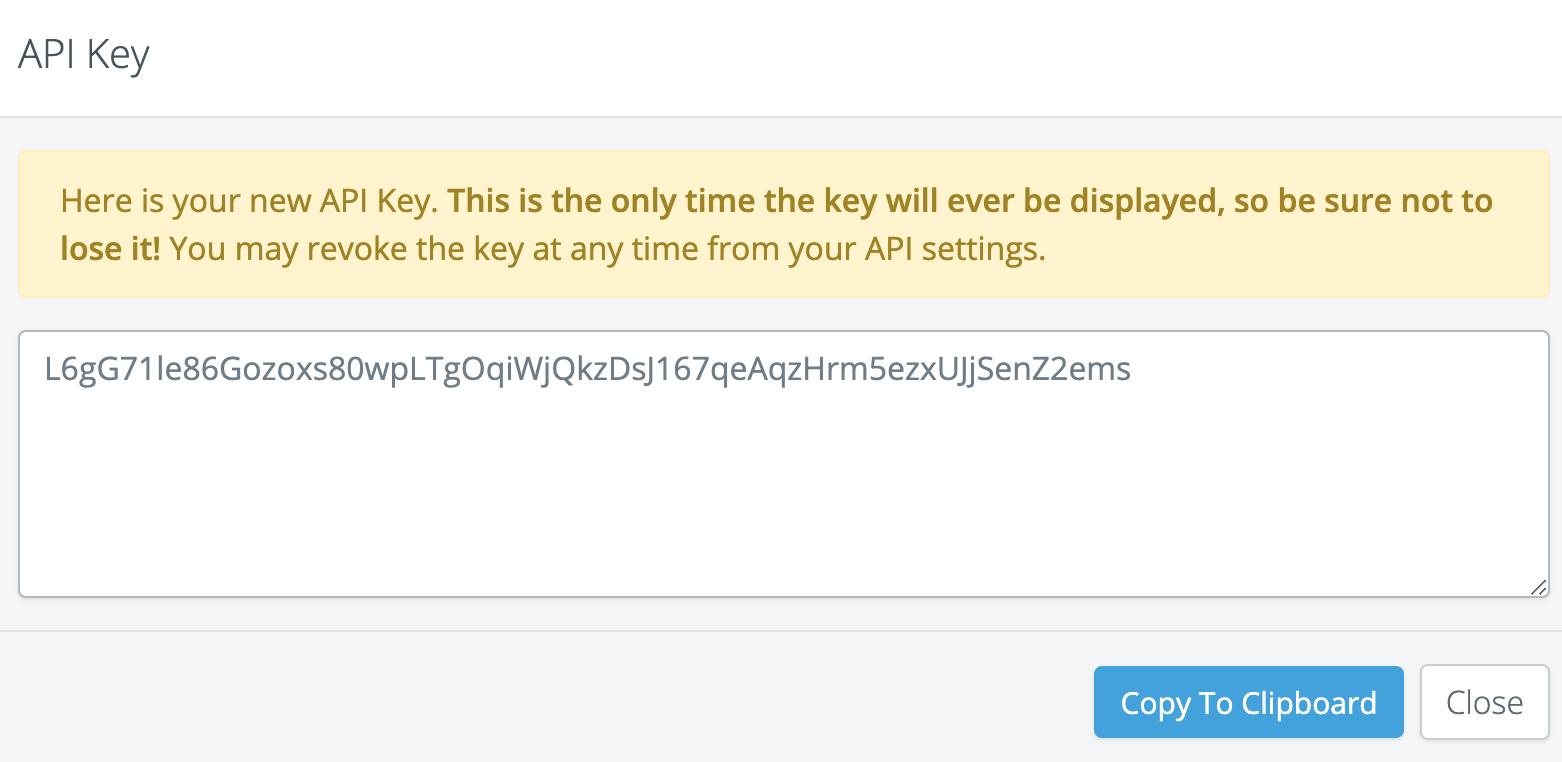 API Key
Here is your new API Key. This is the only time the key will ever be displayed, so be sure not to
lose it! You may revoke the key at any time from your API settings.
L6gG71le86Gozoxs80wpLTgOqiWjQkzDsJ167qeAqzHrm5ezxUJjSenZ2ems
Copy To Clipboard
Close